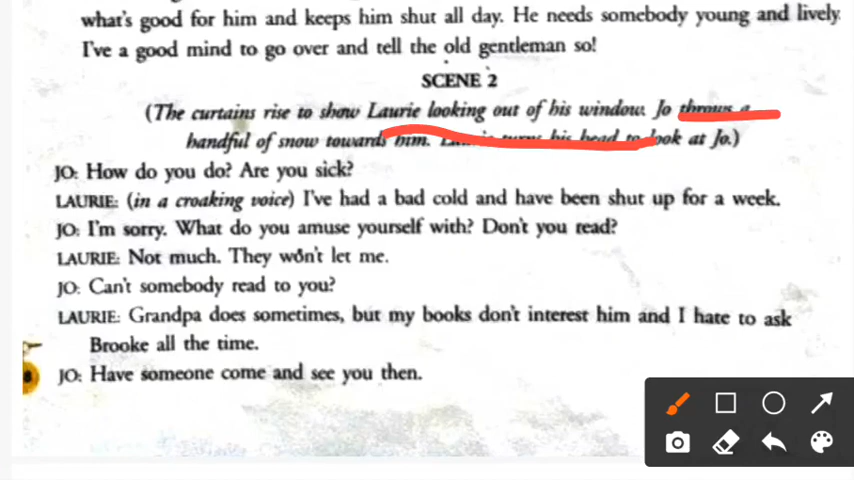 what's good for him and keeps him shut all day. He needs somebody young and lively.
I've a good mind to go over and tell the old gentleman so!
SCENE 2
(The curtains rise to show Laurie looking out of his window. Jo throws a
handful of snow towards him. Laurie turns his head to look at Jo.)
JO: How do you do? Are you sick?
LAURIE: (in a croaking voice) I've had a bad cold and have been shut up for a week.
JO: I'm sorry. What do you amuse yourself with? Don't you read?
LAURIE: Not much. They won't let me.
JO: Can't somebody read to you?
LAURIE: Grandpa does sometimes, but my books don't interest him and I hate to ask
Brooke all the time.
JO: Have someone come and see you then.